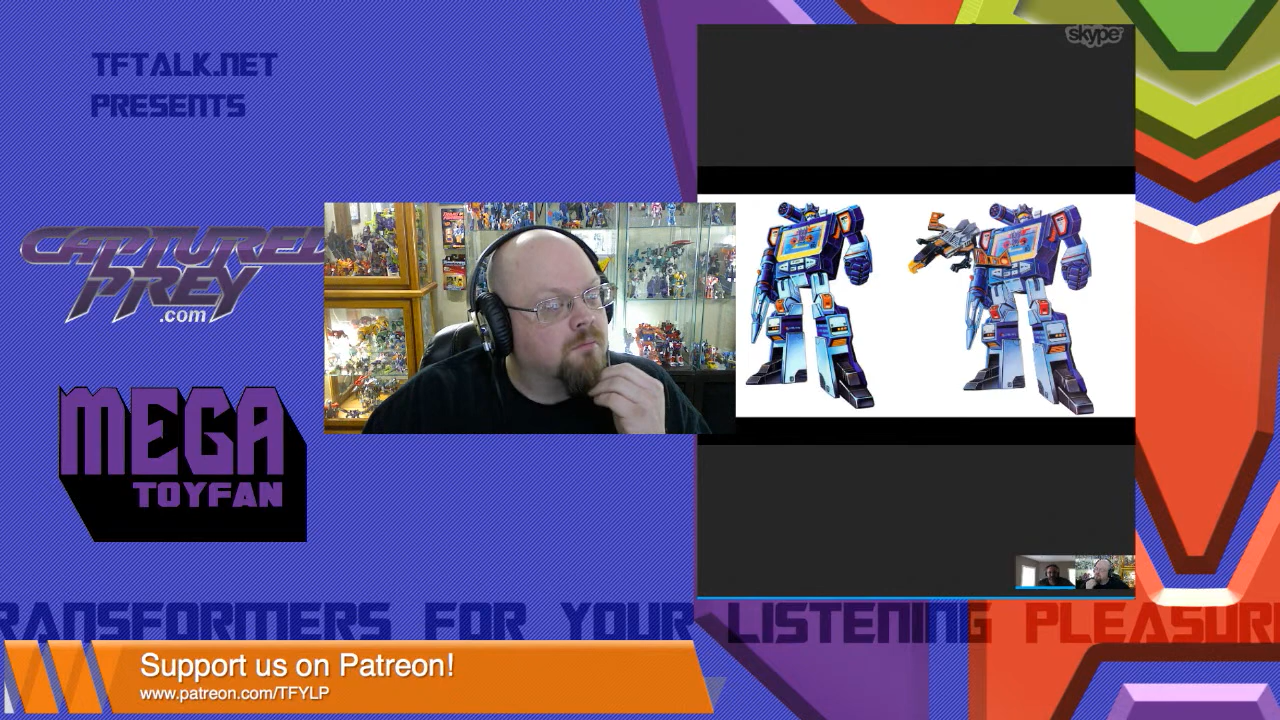 TFTALK.NET
PRESENTS
skype
CAPTURED
PREY
.com
MEGA
TOYFAN
RANSFORMERS FOR YOUR LISTENING PLEASUR
Support us on Patreon!
www.patreon.com/TFYLP